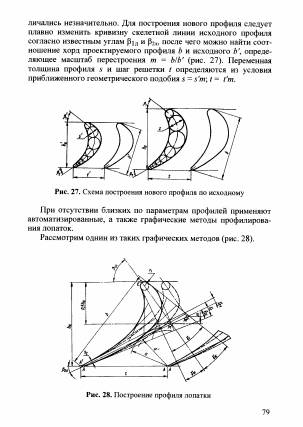 личались незначительно. Для построения нового профиля следует
плавно изменить кривизну скелетной линии исходного профиля
согласно известным углам β₁л и β₂л, после чего можно найти соот-
ношение хорд проектируемого профиля b и исходного b', опреде-
ляющее масштаб перестроения m = b/b' (рис. 27). Переменная
толщина профиля s и шаг решетки t определяются из условия
приближенного геометрического подобия s = s'm; t = t'm.
Рис. 27. Схема построения нового профиля по исходному
При отсутствии близких по параметрам профилей применяют
автоматизированные, а также графические методы профилирова-
ния лопаток.
Рассмотрим один из таких графических методов (рис. 28).
Рис. 28. Построение профиля лопатки
79